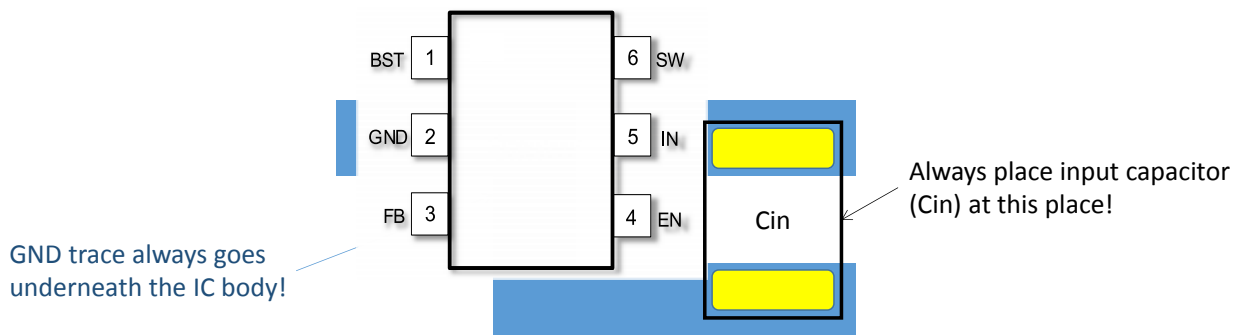 BST 1
6 SW
GND 2
5 IN
FB 3
4 EN
Cin
Always place input capacitor
(Cin) at this place!
GND trace always goes
underneath the IC body!